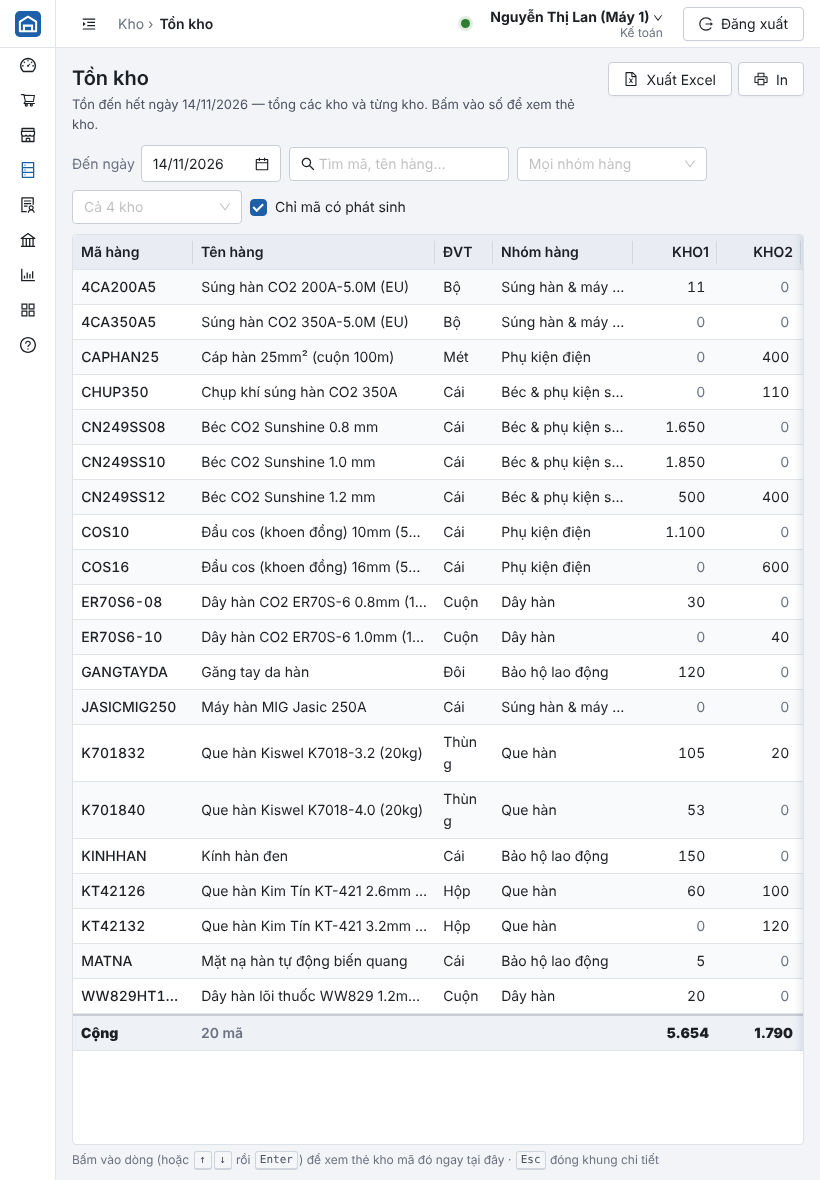 Kho › Tồn kho
Nguyễn Thị Lan (Máy 1)
Kế toán
Đăng xuất
Tồn kho
Tồn đến hết ngày 14/11/2026 — tổng các kho và từng kho. Bấm vào số để xem thẻ
kho.
Xuất Excel
In
Đến ngày 14/11/2026 Tìm mã, tên hàng... Mọi nhóm hàng
Cả 4 kho Chỉ mã có phát sinh
Mã hàng Tên hàng ĐVT Nhóm hàng KHO1 KHO2
4CA200A5 Súng hàn CO2 200A-5.0M (EU) Bộ Súng hàn & máy ... 11 0
4CA350A5 Súng hàn CO2 350A-5.0M (EU) Bộ Súng hàn & máy ... 0 0
CAPHAN25 Cáp hàn 25mm² (cuộn 100m) Mét Phụ kiện điện 0 400
CHUP350 Chụp khí súng hàn CO2 350A Cái Béc & phụ kiện s... 0 110
CN249SS08 Béc CO2 Sunshine 0.8 mm Cái Béc & phụ kiện s... 1.650 0
CN249SS10 Béc CO2 Sunshine 1.0 mm Cái Béc & phụ kiện s... 1.850 0
CN249SS12 Béc CO2 Sunshine 1.2 mm Cái Béc & phụ kiện s... 500 400
COS10 Đầu cos (khoen đồng) 10mm (5... Cái Phụ kiện điện 1.100 0
COS16 Đầu cos (khoen đồng) 16mm (5... Cái Phụ kiện điện 0 600
ER70S6-08 Dây hàn CO2 ER70S-6 0.8mm (1... Cuộn Dây hàn 30 0
ER70S6-10 Dây hàn CO2 ER70S-6 1.0mm (1... Cuộn Dây hàn 0 40
GANGTAYDA Găng tay da hàn Đôi Bảo hộ lao động 120 0
JASICMIG250 Máy hàn MIG Jasic 250A Cái Súng hàn & máy ... 0 0
K701832 Que hàn Kiswel K7018-3.2 (20kg) Thùng Que hàn 105 20
K701840 Que hàn Kiswel K7018-4.0 (20kg) Thùng Que hàn 53 0
KINHHAN Kính hàn đen Cái Bảo hộ lao động 150 0
KT42126 Que hàn Kim Tín KT-421 2.6mm ... Hộp Que hàn 60 100
KT42132 Que hàn Kim Tín KT-421 3.2mm ... Hộp Que hàn 0 120
MATNA Mặt nạ hàn tự động biến quang Cái Bảo hộ lao động 5 0
WW829HT1... Dây hàn lõi thuốc WW829 1.2m... Cuộn Dây hàn 20 0
Cộng 20 mã 5.654 1.790
Bấm vào dòng (hoặc ↑ ↓ rồi Enter) để xem thẻ kho mã đó ngay tại đây · Esc đóng khung chi tiết